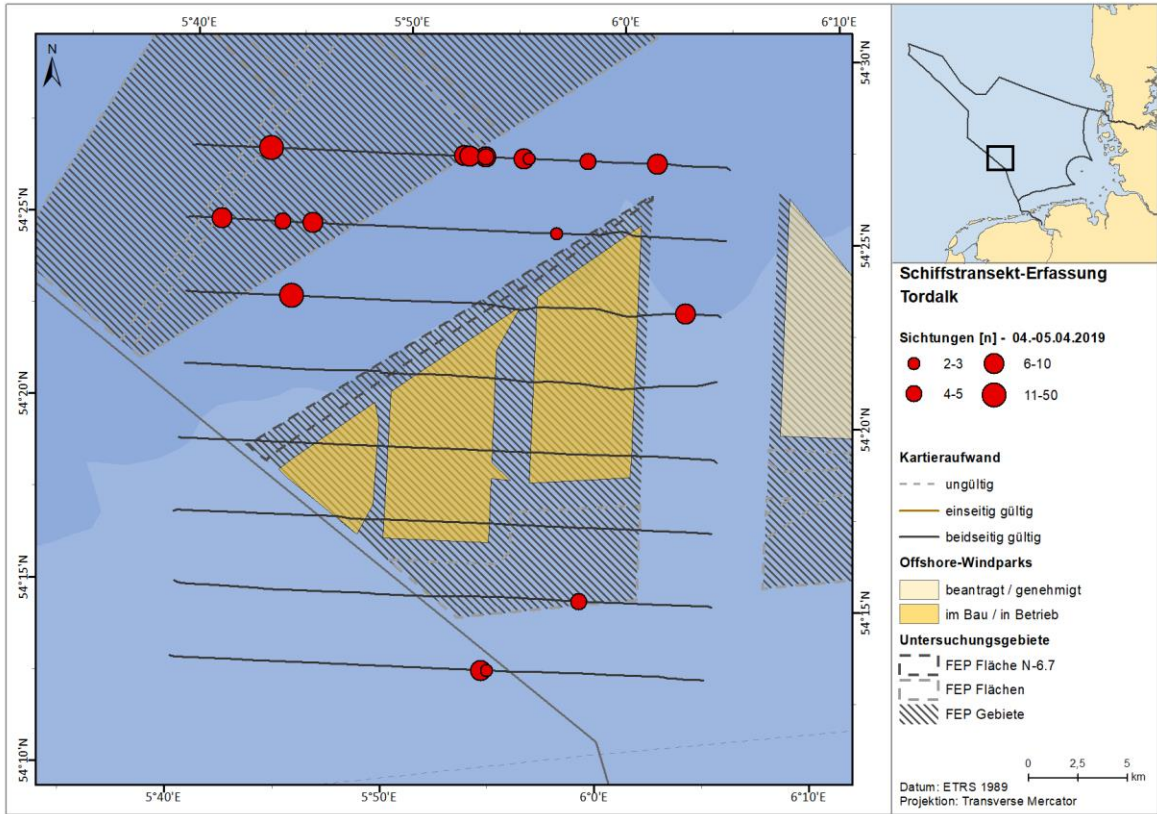 5°40'E 5°50'E 6°0'E 6°10'E
N
54°30'N
54°25'N
54°25'N
54°20'N
54°20'N
54°15'N
54°15'N
54°10'N
54°30'N
5°40'E 5°50'E 6°0'E 6°10'E
Schiffstransekt-Erfassung
Tordalk
Sichtungen [n] - 04.-05.04.2019
2-3 6-10
4-5 11-50
Kartieraufwand
ungültig
einseitig gültig
beidseitig gültig
Offshore-Windparks
beantragt / genehmigt
im Bau / in Betrieb
Untersuchungsgebiete
FEP Fläche N-6.7
FEP Flächen
FEP Gebiete
0 2,5 5
km
Datum: ETRS 1989
Projektion: Transverse Mercator